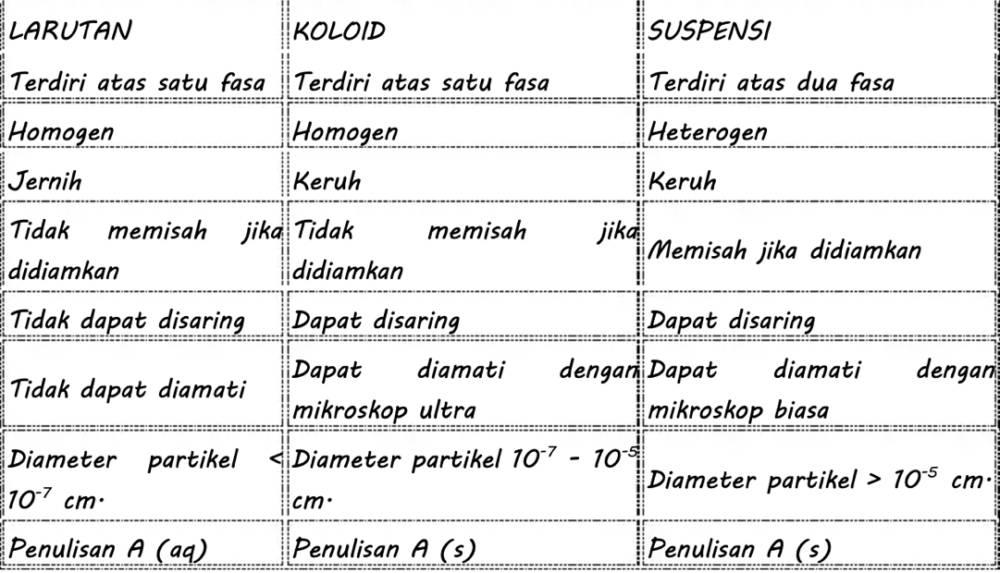 LARUTAN
KOLOID
SUSPENSI
Terdiri atas satu fasa
Terdiri atas satu fasa
Terdiri atas dua fasa
Homogen
Homogen
Heterogen
Jernih
Keruh
Keruh
Tidak memisah jika
didiamkan
Tidak memisah jika
didiamkan
Memisah jika didiamkan
Tidak dapat disaring
Dapat disaring
Dapat disaring
Tidak dapat diamati
Dapat diamati dengan
mikroskop ultra
Dapat diamati dengan
mikroskop biasa
Diameter partikel <
10⁻⁷ cm.
Diameter partikel 10⁻⁷ - 10⁻⁵
cm.
Diameter partikel > 10⁻⁵ cm.
Penulisan A (aq)
Penulisan A (s)
Penulisan A (s)